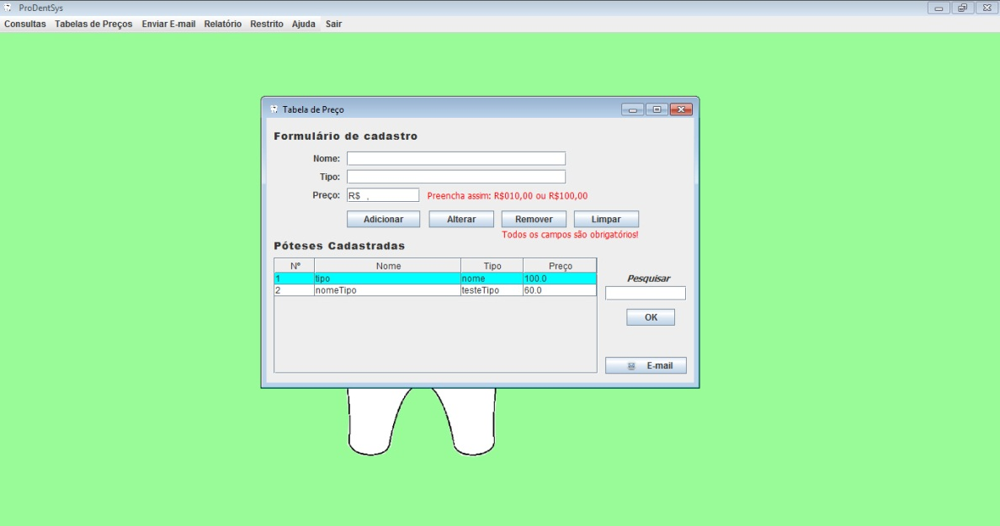 ProDentSys
Consultas Tabelas de Preços Enviar E-mail Relatório Restrito Ajuda Sair
Tabela de Preço
Formulário de cadastro
Nome:
Tipo:
Preço: R$ , Preencha assim: R$010,00 ou R$100,00
Adicionar Alterar Remover Limpar
Todos os campos são obrigatórios!
Póteses Cadastradas
Nº Nome Tipo Preço
1 tipo nome 100.0
2 nomeTipo testeTipo 60.0
Pesquisar
OK
E-mail